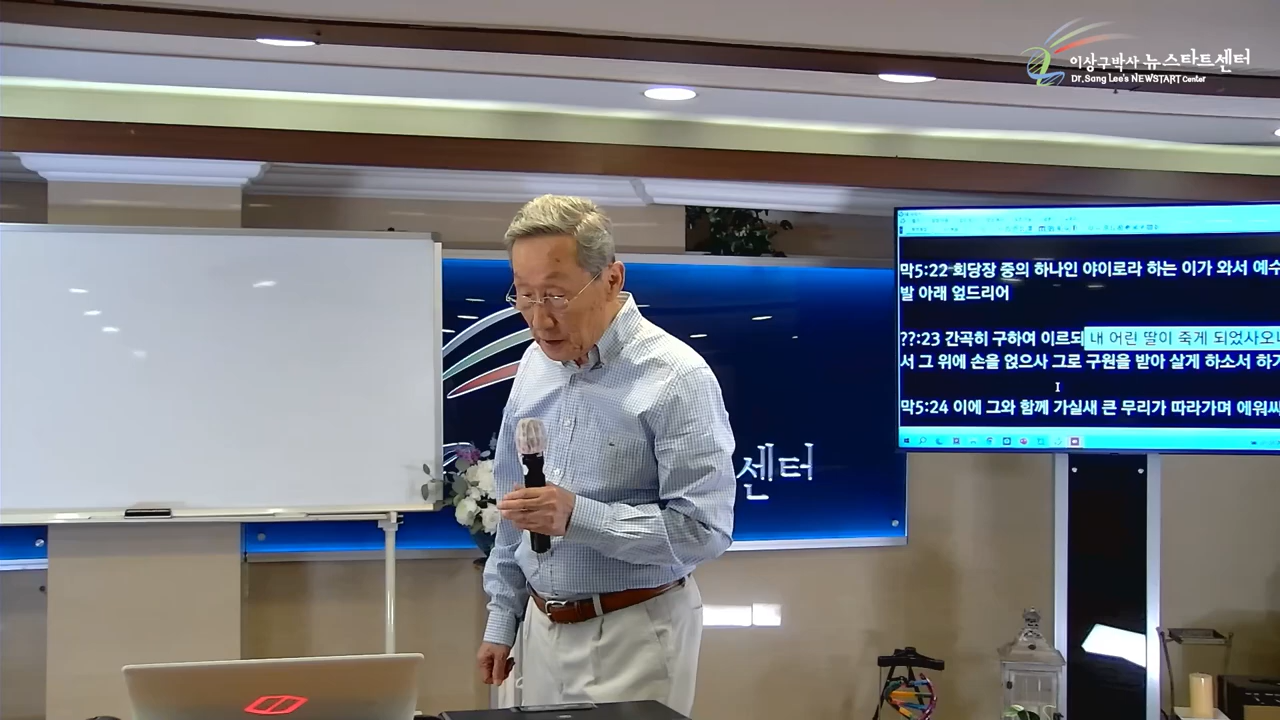 이상구박사 뉴스타트센터
Dr. Sang Lee's NEWSTART Center
막5:22 회당장 중의 하나인 야이로라 하는 이가 와서 예수
발 아래 엎드리어
??:23 간곡히 구하여 이르되 내 어린 딸이 죽게 되었사오니
서 그 위에 손을 얹으사 그로 구원을 받아 살게 하소서 하거
막5:24 이에 그와 함께 가실새 큰 무리가 따라가며 에워싸
센터